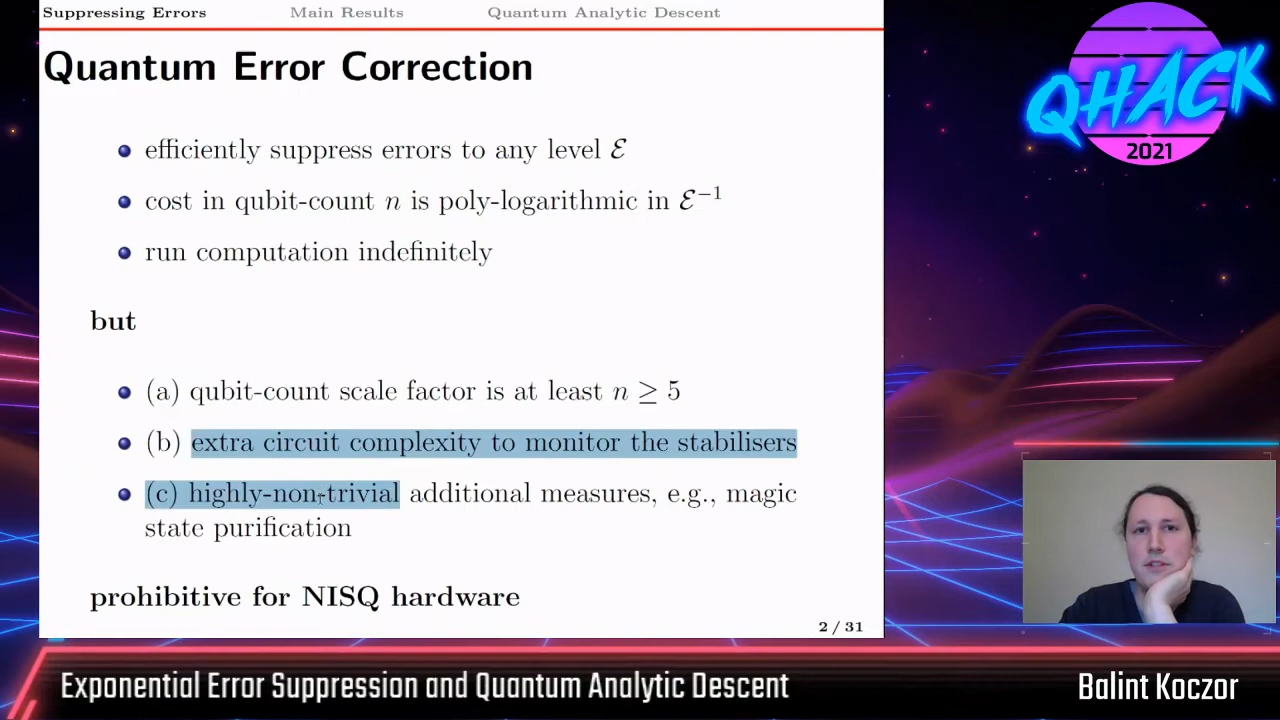 Suppressing Errors Main Results Quantum Analytic Descent
Quantum Error Correction
efficiently suppress errors to any level ℰ
cost in qubit-count n is poly-logarithmic in ℰ⁻¹
run computation indefinitely
but
(a) qubit-count scale factor is at least n ≥ 5
(b) extra circuit complexity to monitor the stabilisers
(c) highly-non-trivial additional measures, e.g., magic
state purification
prohibitive for NISQ hardware
2 / 31
QHACK
2021
Exponential Error Suppression and Quantum Analytic Descent
Balint Koczor